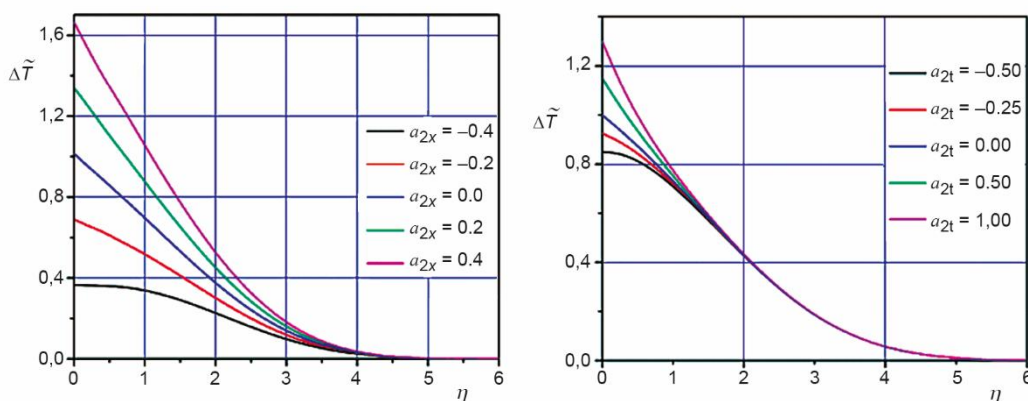 1,6
ΔT̃
1,2
0,8
0,4
0,0
0 1 2 3 4 5 6
η
a2x = –0.4
a2x = –0.2
a2x = 0.0
a2x = 0.2
a2x = 0.4
1,2
ΔT̃
0,8
0,4
0,0
0 1 2 3 4 5 6
η
a2t = –0.50
a2t = –0.25
a2t = 0.00
a2t = 0.50
a2t = 1,00